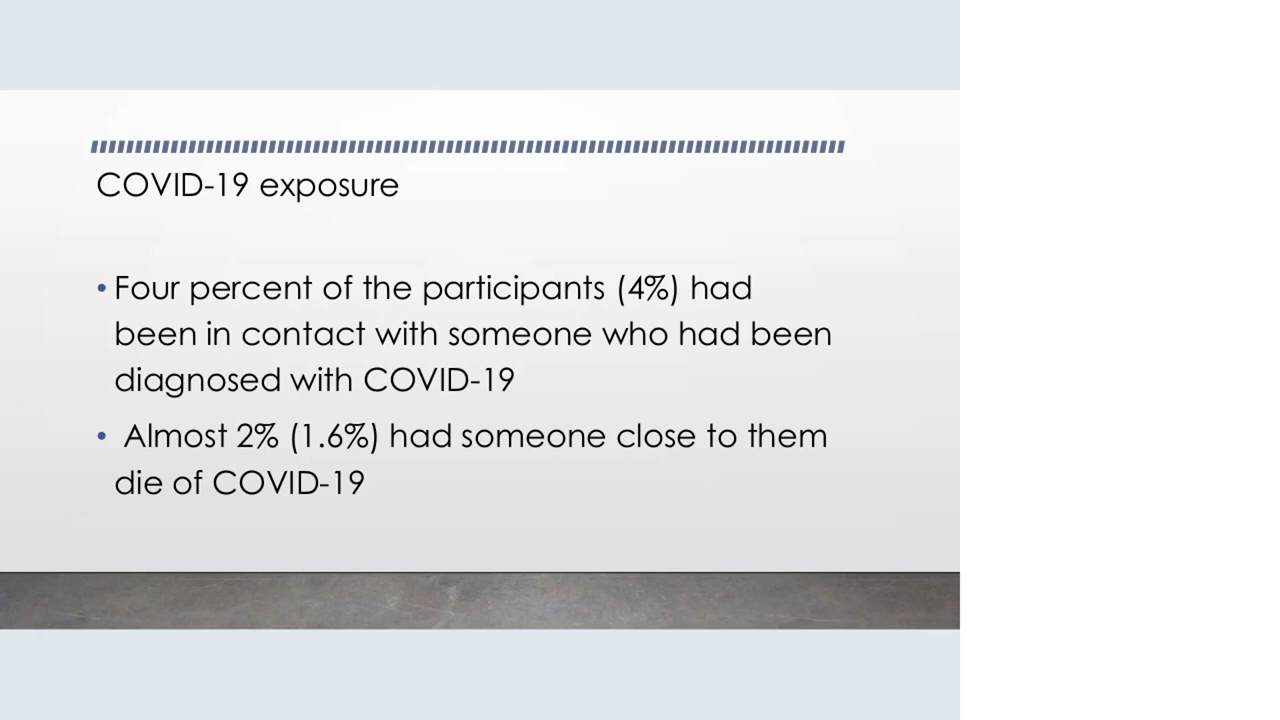 COVID-19 exposure
• Four percent of the participants (4%) had
been in contact with someone who had been
diagnosed with COVID-19
• Almost 2% (1.6%) had someone close to them
die of COVID-19